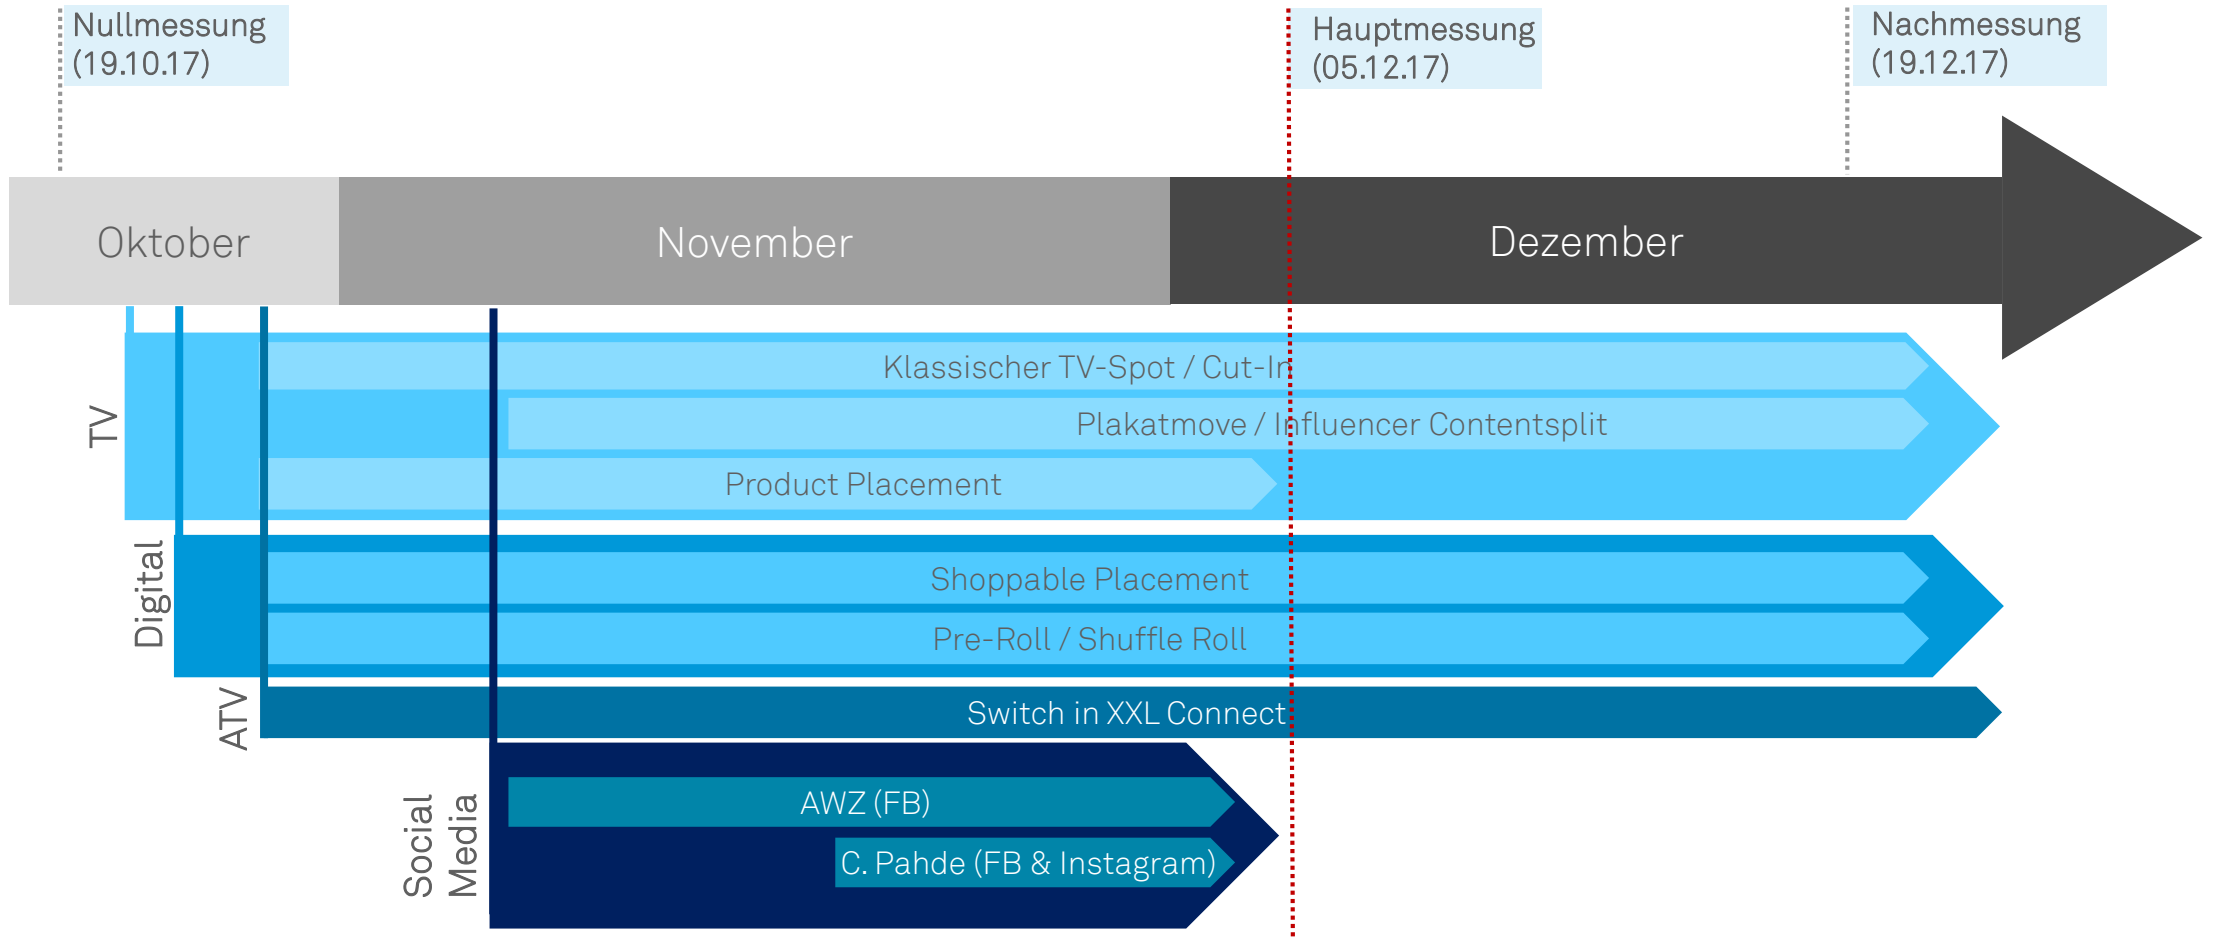 Nullmessung
(19.10.17)
Hauptmessung
(05.12.17)
Nachmessung
(19.12.17)
Oktober
November
Dezember
TV
Klassischer TV-Spot / Cut-In
Plakatmove / Influencer Contentsplit
Product Placement
Digital
Shoppable Placement
Pre-Roll / Shuffle Roll
ATV
Switch in XXL Connect
Social
Media
AWZ (FB)
C. Pahde (FB & Instagram)